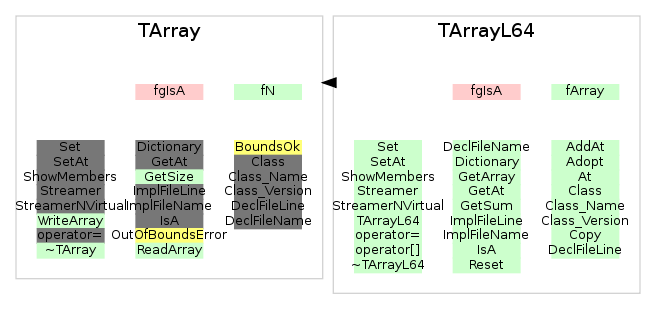 TArray
fgIsA
fN
Set
SetAt
ShowMembers
Streamer
StreamerNVirtual
WriteArray
operator=
~TArray
Dictionary
GetAt
GetSize
ImplFileLine
ImplFileName
IsA
OutOfBoundsError
ReadArray
BoundsOk
Class
Class_Name
Class_Version
DeclFileLine
DeclFileName
TArrayL64
fgIsA
fArray
Set
SetAt
ShowMembers
Streamer
StreamerNVirtual
TArrayL64
operator=
operator[]
~TArrayL64
DeclFileName
Dictionary
GetArray
GetAt
GetSum
ImplFileLine
ImplFileName
IsA
Reset
AddAt
Adopt
At
Class
Class_Name
Class_Version
Copy
DeclFileLine